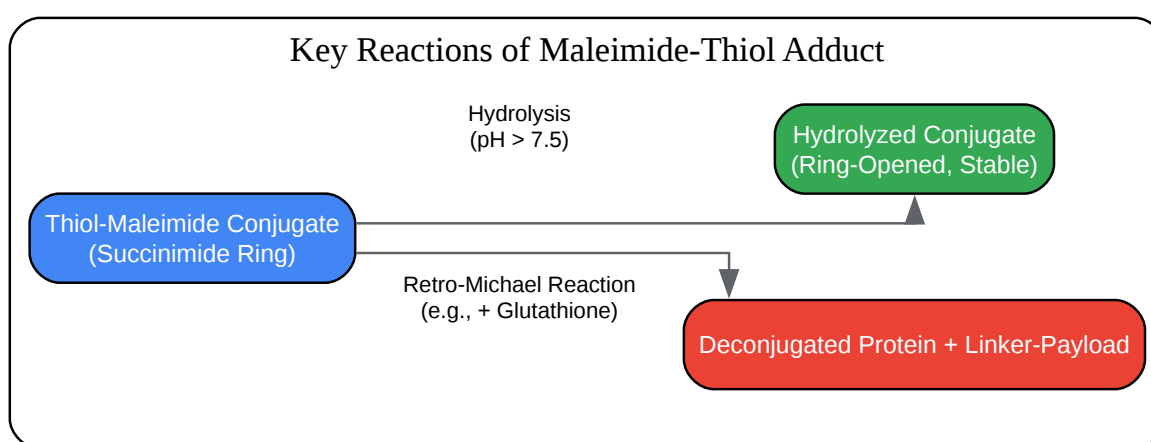 Key Reactions of Maleimide-Thiol Adduct
Hydrolysis
(pH > 7.5)
Hydrolyzed Conjugate
(Ring-Opened, Stable)
Thiol-Maleimide Conjugate
(Succinimide Ring)
Retro-Michael Reaction
(e.g., + Glutathione)
Deconjugated Protein + Linker-Payload